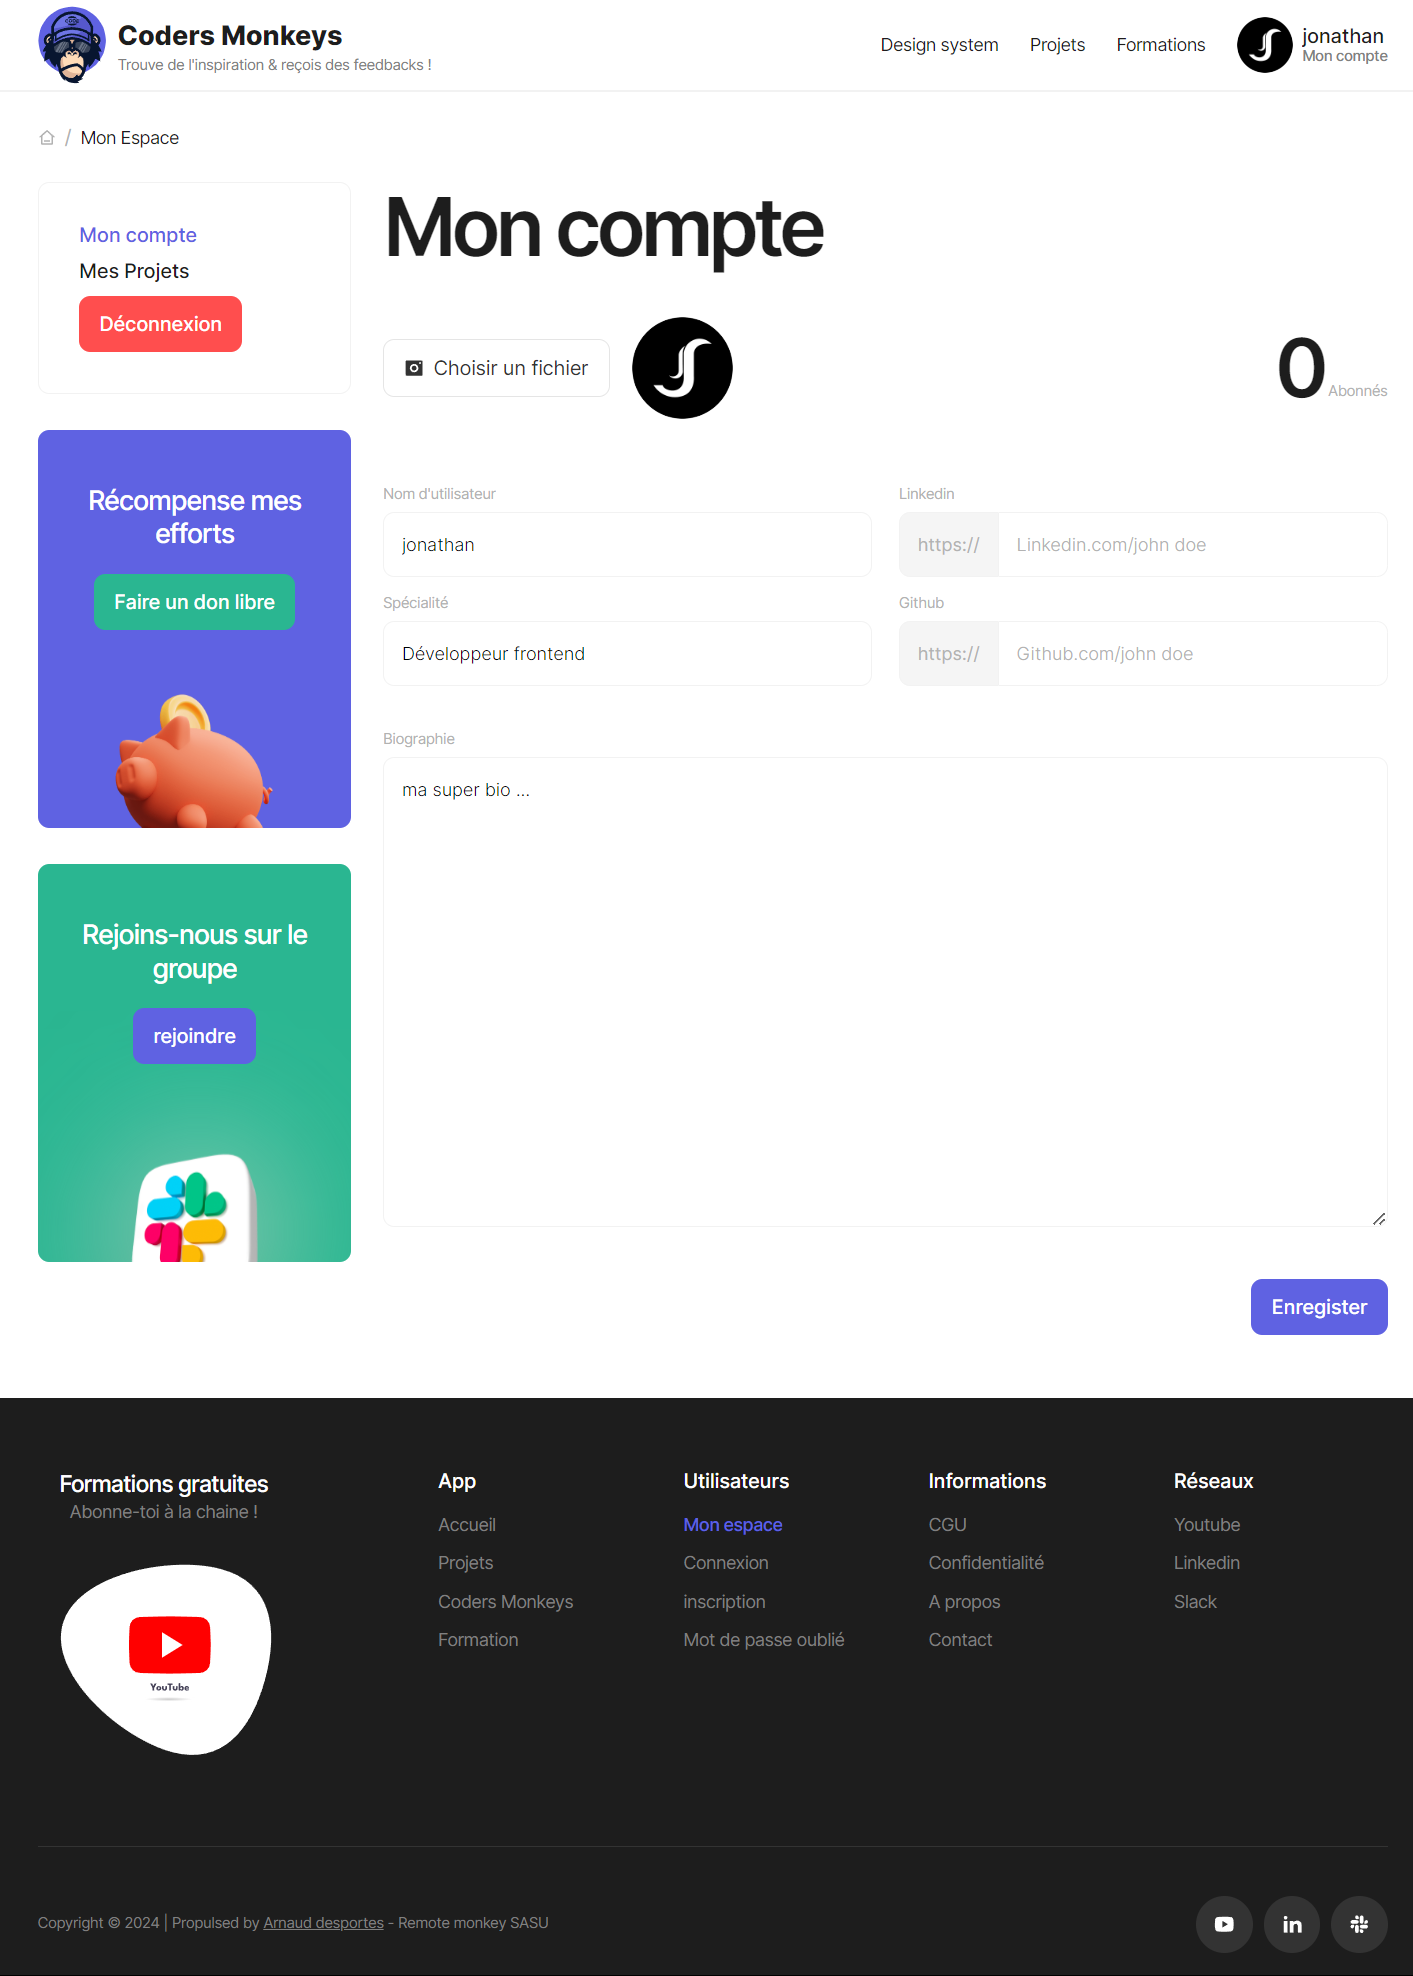 Coders Monkeys
Trouve de l'inspiration & reçois des feedbacks !
Design system
Projets
Formations
jonathan
Mon compte
/ Mon Espace
Mon compte
Mes Projets
Déconnexion
Récompense mes
efforts
Faire un don libre
Rejoins-nous sur le
groupe
rejoindre
Mon compte
Choisir un fichier
0 Abonnés
Nom d'utilisateur
jonathan
Linkedin
https:// Linkedin.com/john doe
Spécialité
Développeur frontend
Github
https:// Github.com/john doe
Biographie
ma super bio ...
Enregister
Formations gratuites
Abonne-toi à la chaine !
YouTube
App
Accueil
Projets
Coders Monkeys
Formation
Utilisateurs
Mon espace
Connexion
inscription
Mot de passe oublié
Informations
CGU
Confidentialité
A propos
Contact
Réseaux
Youtube
Linkedin
Slack
Copyright © 2024 | Propulsed by Arnaud desportes - Remote monkey SASU